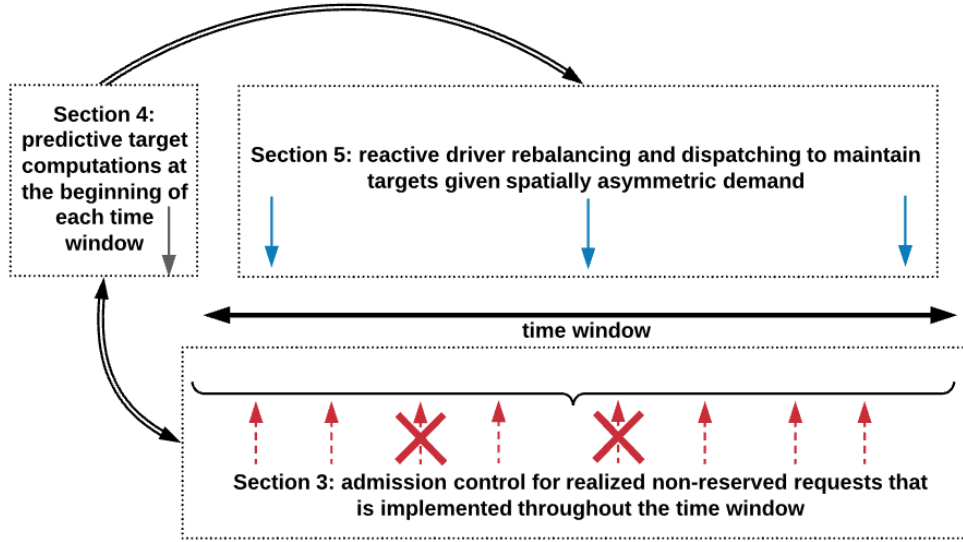 Section 4:
predictive target
computations at
the beginning of
each time
window
Section 5: reactive driver rebalancing and dispatching to maintain
targets given spatially asymmetric demand
time window
Section 3: admission control for realized non-reserved requests that
is implemented throughout the time window